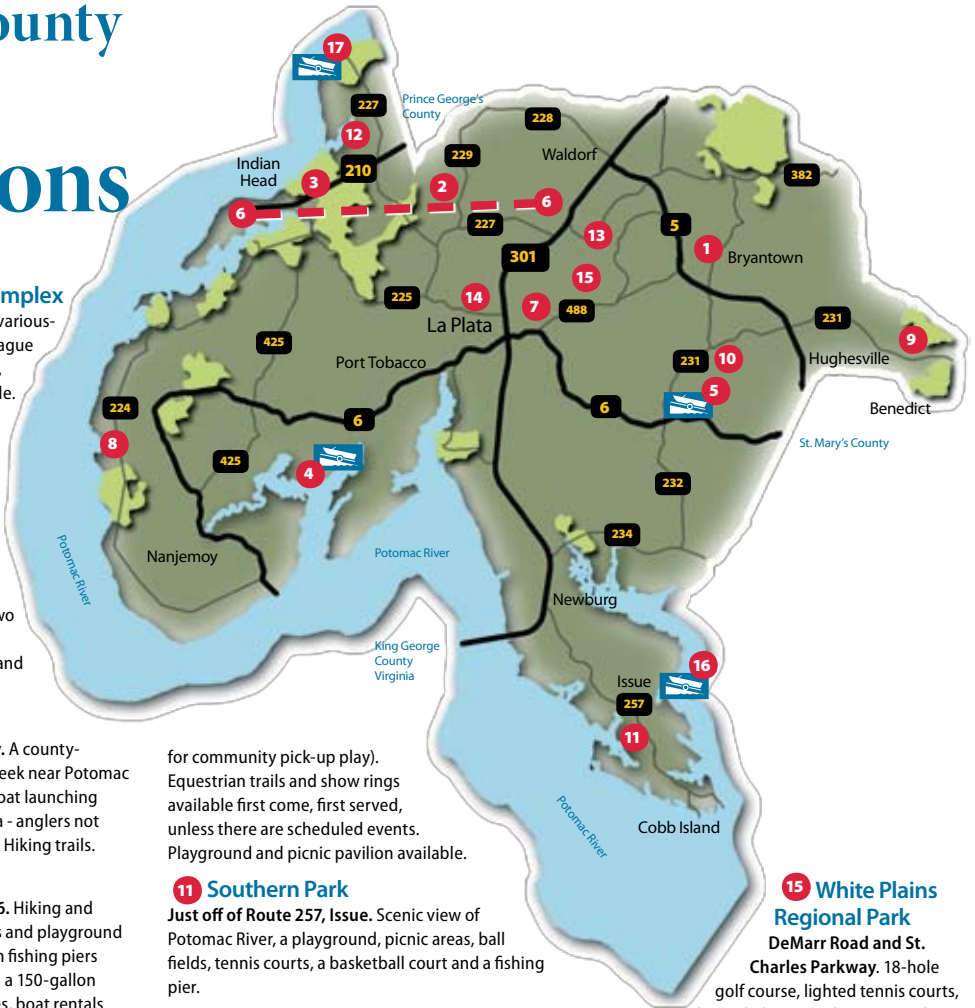 ounty
ons
17
227
Prince George's
County
12
228
229
Waldorf
Indian
Head
210
3
2
382
6
6
227
13
5
1
Bryantown
301
mplex
various-
ague
le.
15
225
14
7
488
La Plata
231
9
425
Port Tobacco
231
10
Hughesville
5
Benedict
224
6
6
8
St. Mary's County
425
4
232
234
Potomac River
Nanjemoy
Potomac River
Newburg
wo
and
King George
County
Virginia
16
Issue
257
11
Potomac River
Cobb Island
y. A county-
eek near Potomac
oat launching
a - anglers not
Hiking trails.
6. Hiking and
s and playground
n fishing piers
a 150-gallon
es, boat rentals
for community pick-up play).
Equestrian trails and show rings
available first come, first served,
unless there are scheduled events.
Playground and picnic pavilion available.
11 Southern Park
Just off of Route 257, Issue. Scenic view of
Potomac River, a playground, picnic areas, ball
fields, tennis courts, a basketball court and a fishing
pier.
15 White Plains
Regional Park
DeMarr Road and St.
Charles Parkway. 18-hole
golf course, lighted tennis courts,